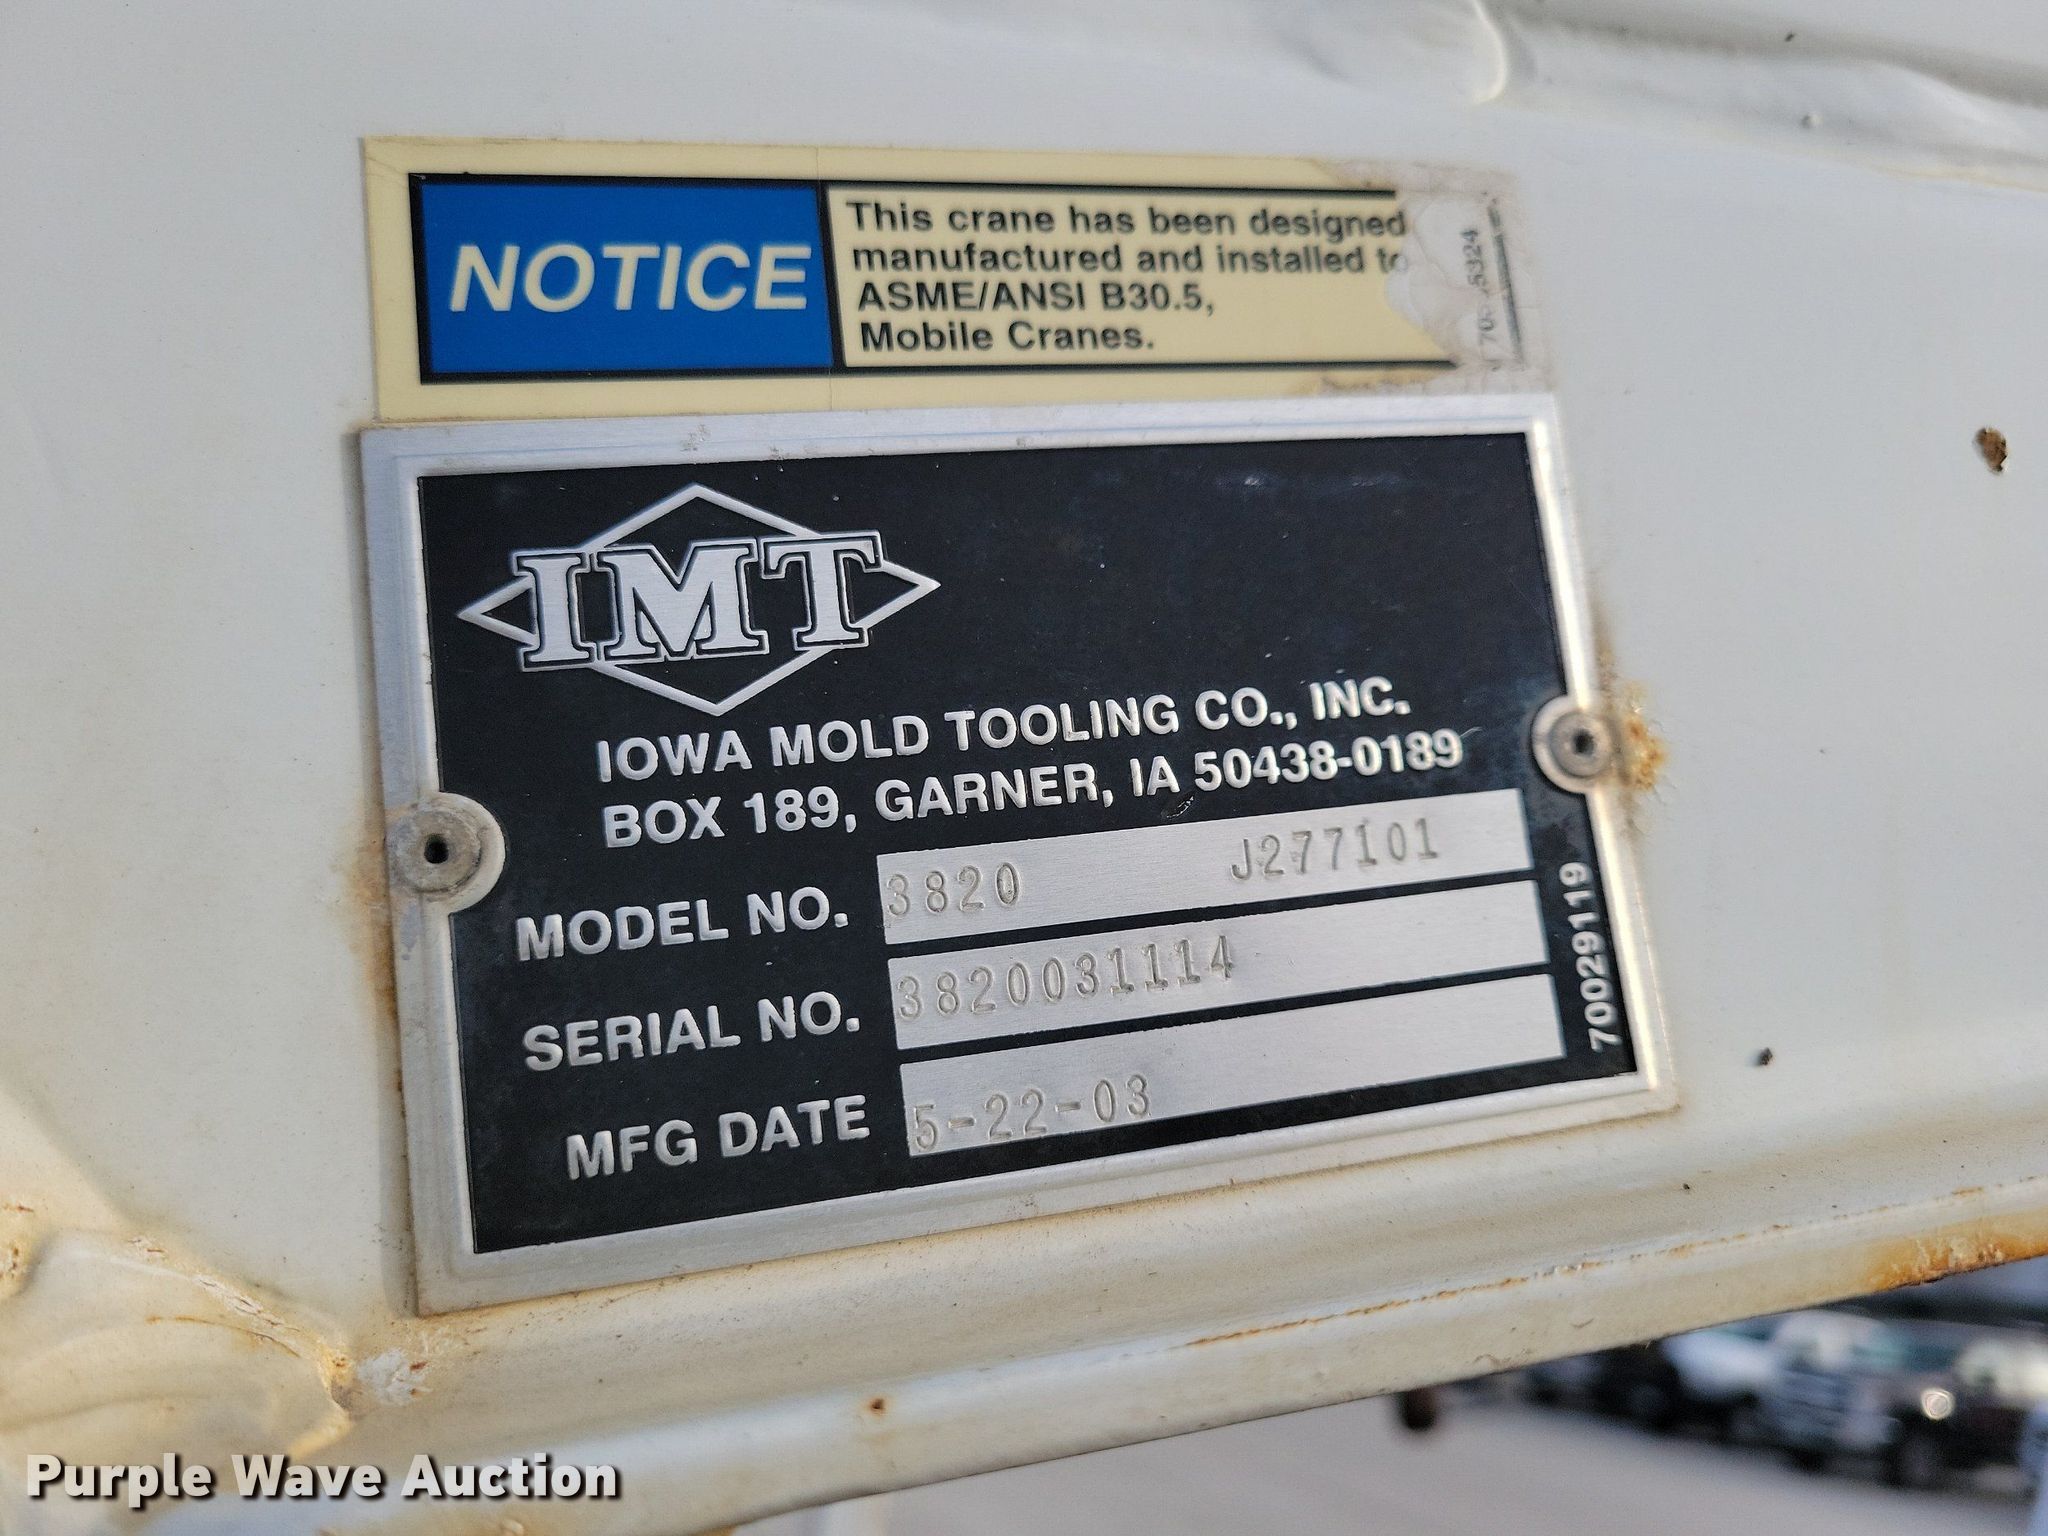 NOTICE
This crane has been designed
manufactured and installed to
ASME/ANSI B30.5,
Mobile Cranes.
IMT
IOWA MOLD TOOLING CO., INC.
BOX 189, GARNER, IA 50438-0189
MODEL NO. 3820 J277101
SERIAL NO. 3820031114
MFG DATE 5-22-03
70029119
Purple Wave Auction